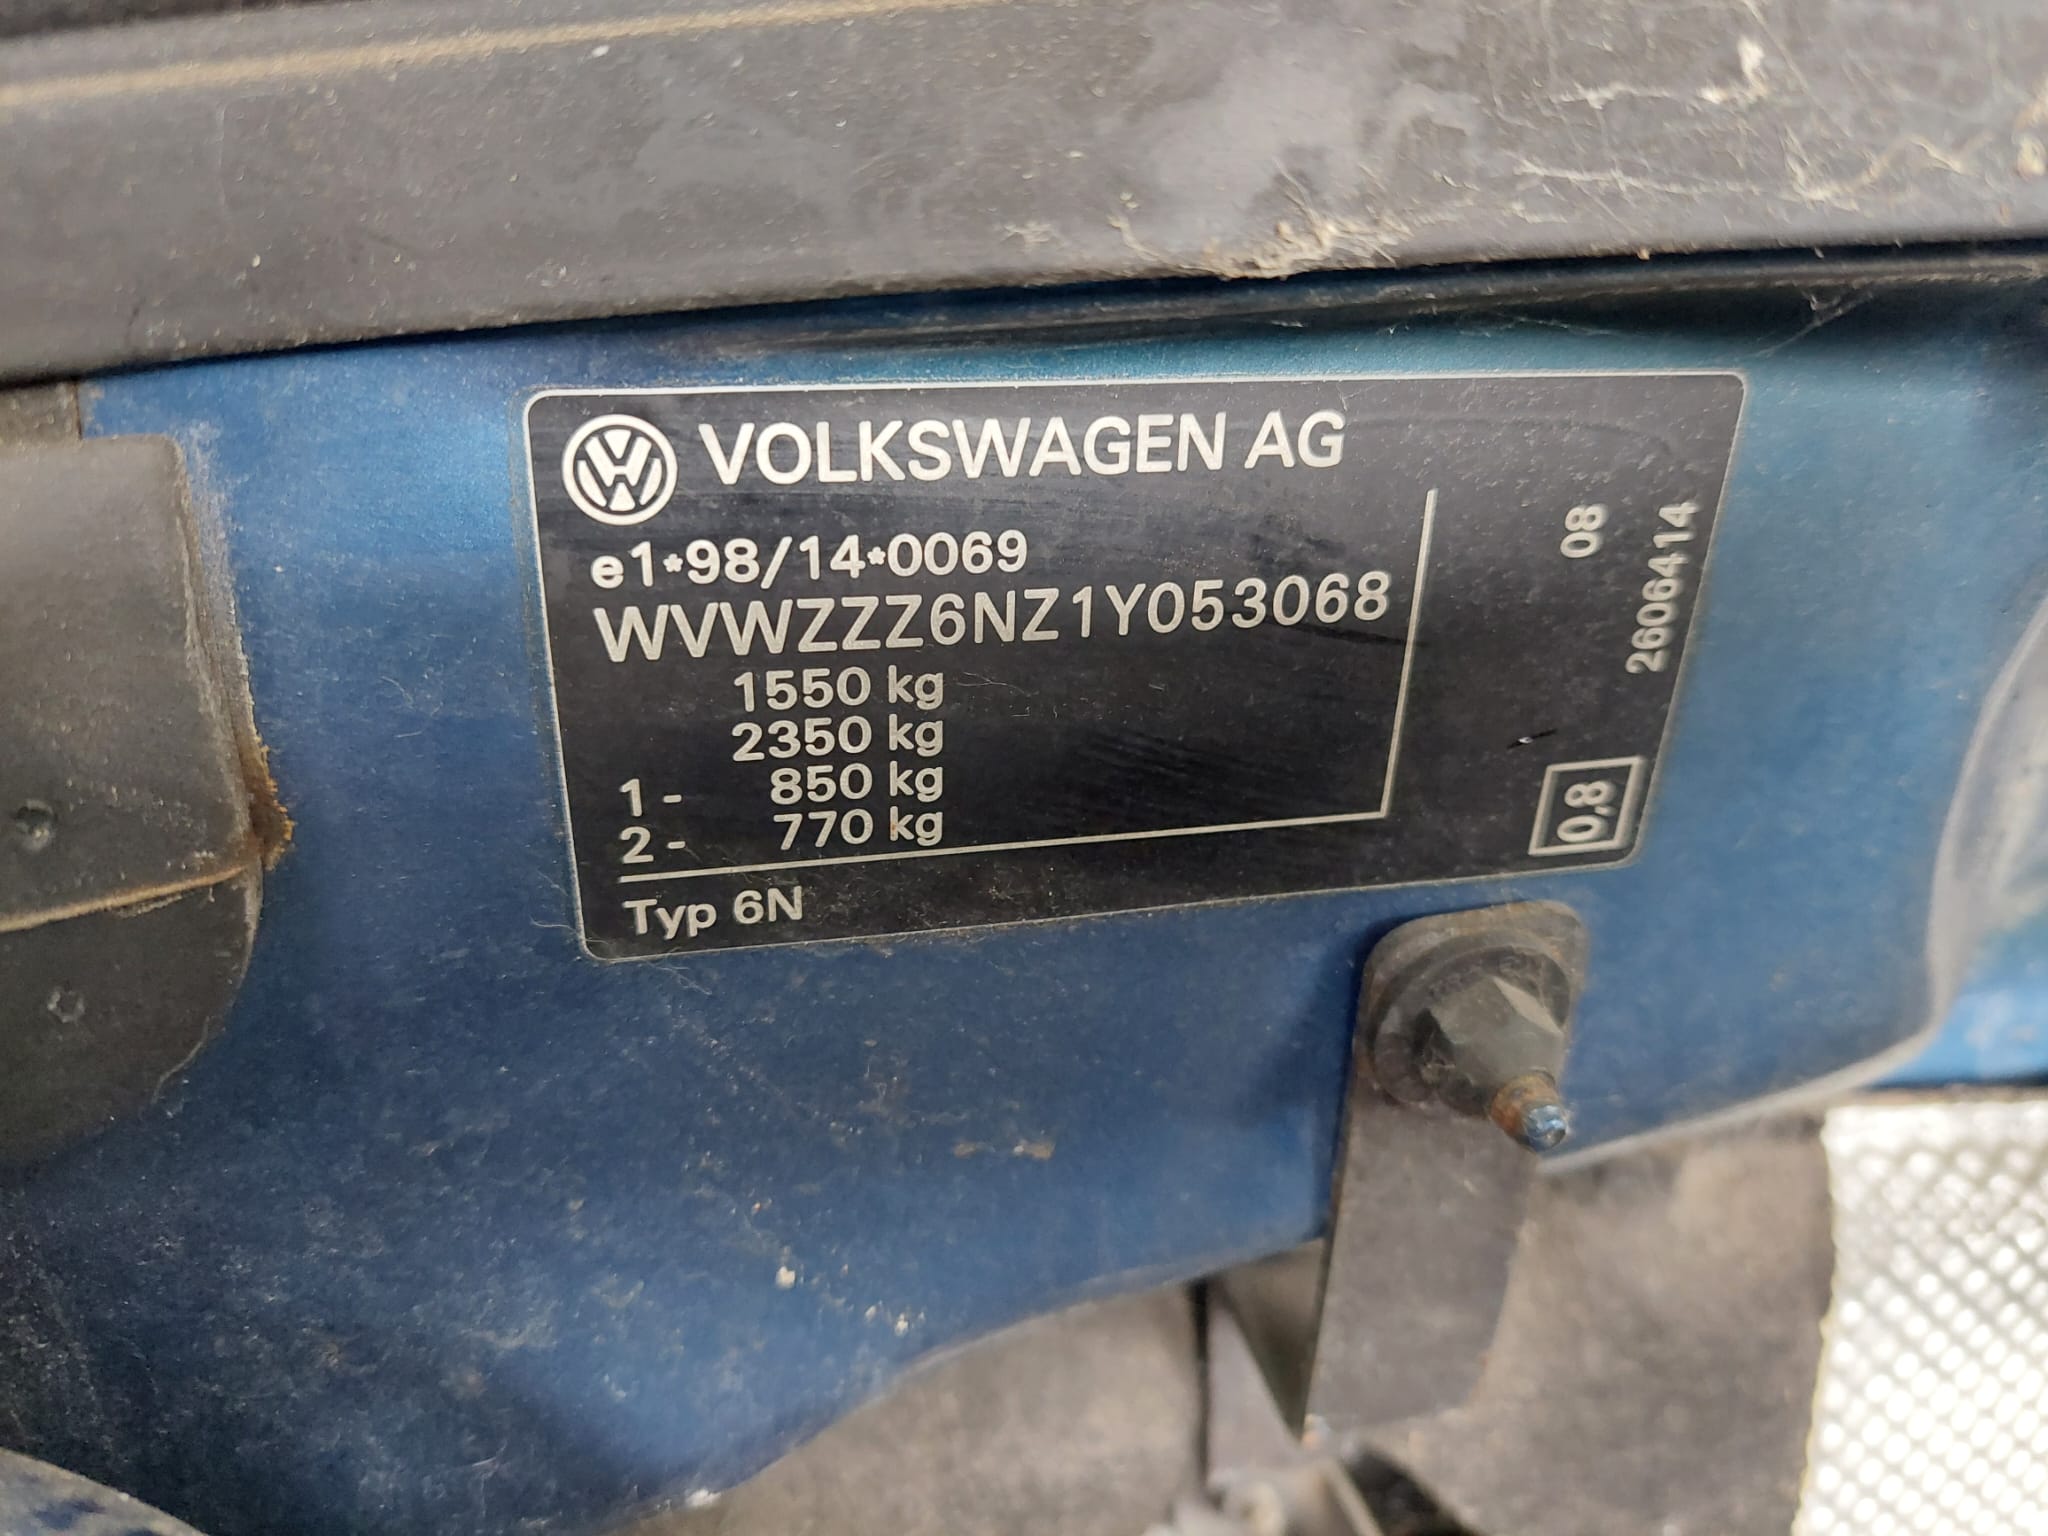 VOLKSWAGEN AG
e1*98/14*0069
WVWZZZ6NZ1Y053068
1550 kg
2350 kg
1- 850 kg
2- 770 kg
Typ 6N
08
2606414
0,8